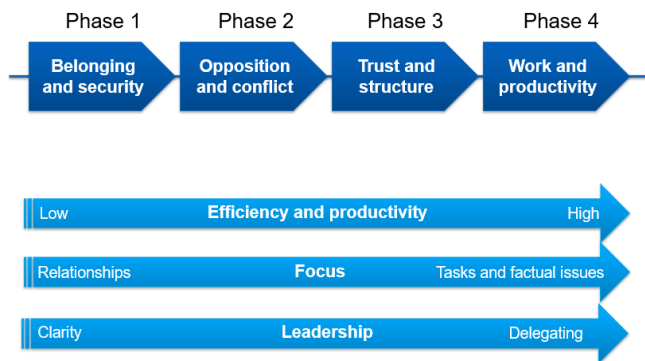 Phase 1 Phase 2 Phase 3 Phase 4
Belonging and security
Opposition and conflict
Trust and structure
Work and productivity
Low Efficiency and productivity High
Relationships Focus Tasks and factual issues
Clarity Leadership Delegating